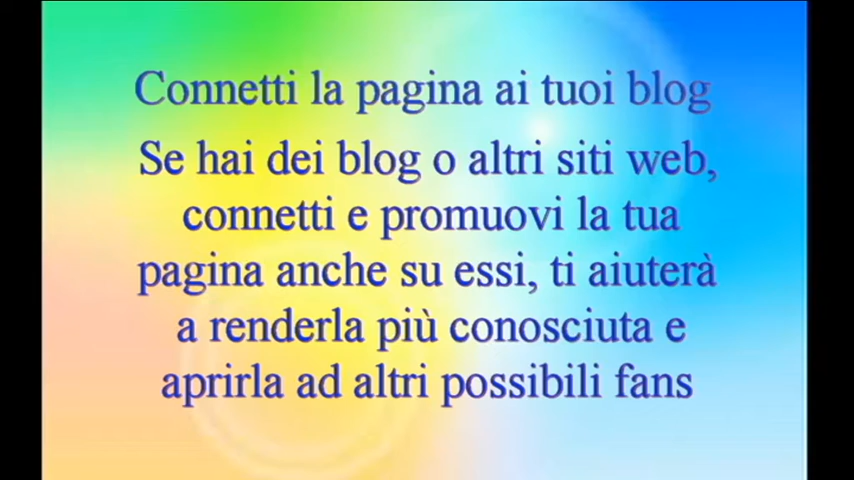 Connetti la pagina ai tuoi blog
Se hai dei blog o altri siti web,
connetti e promuovi la tua
pagina anche su essi, ti aiuterà
a renderla più conosciuta e
aprirla ad altri possibili fans